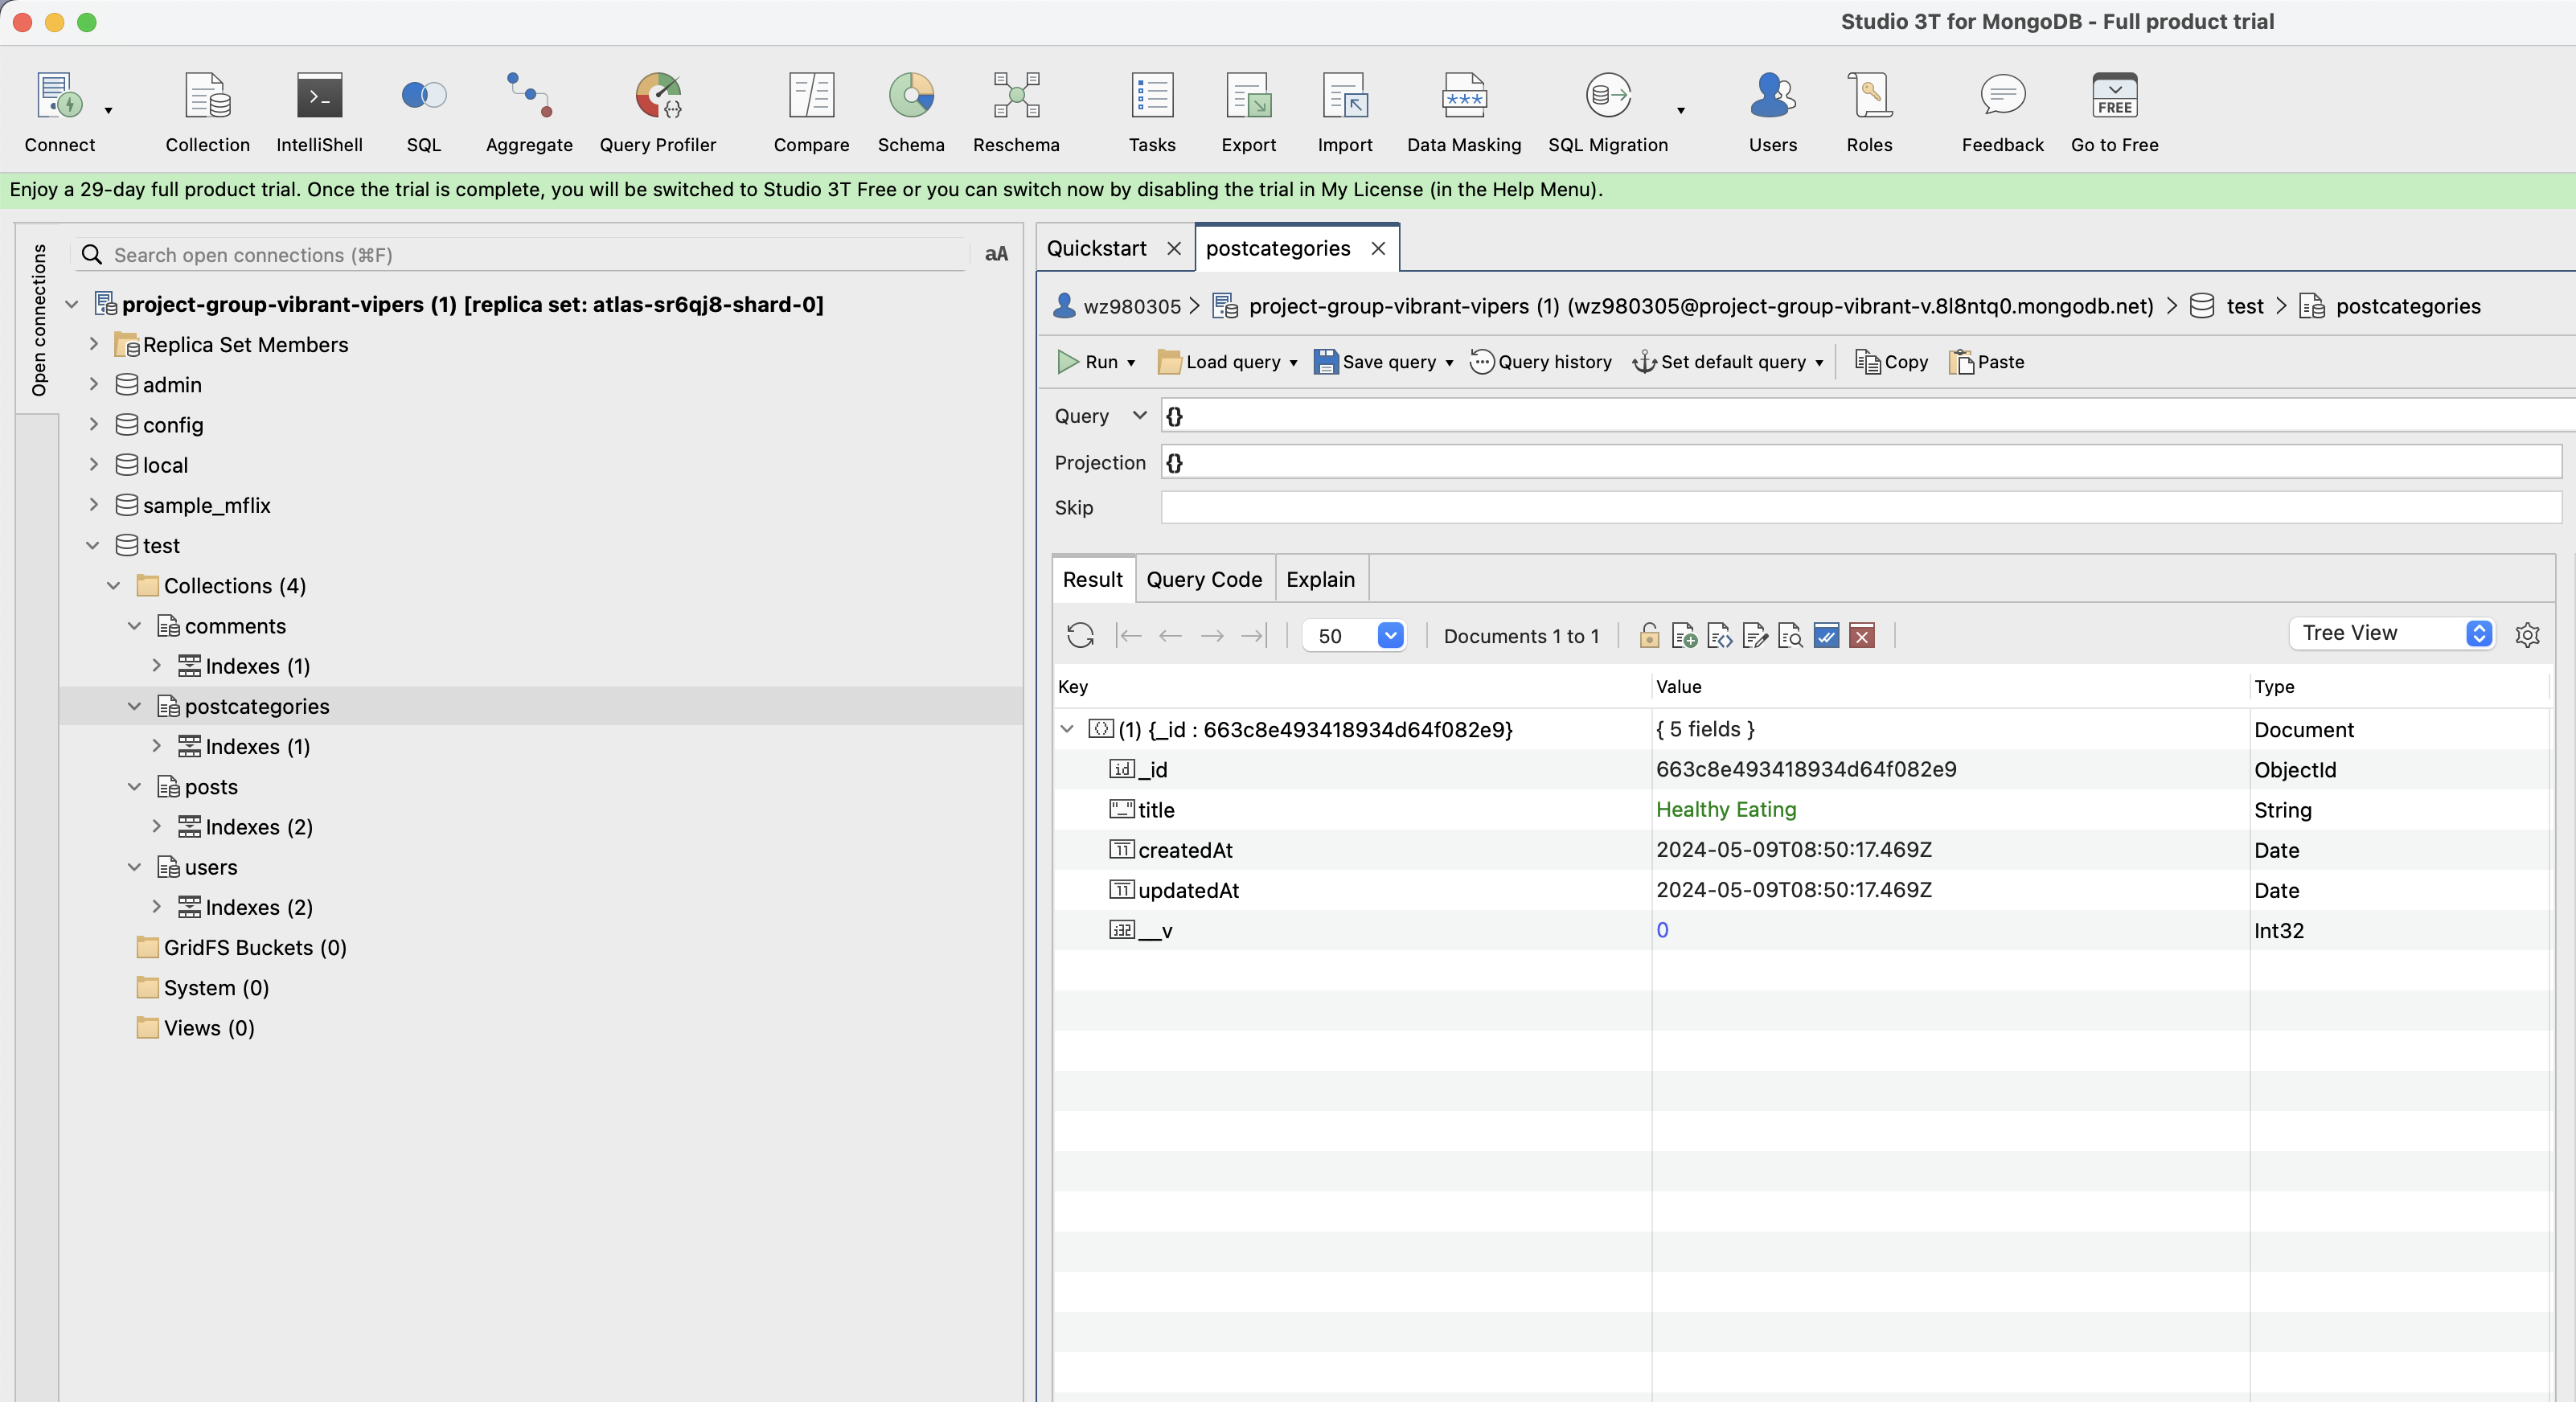 Studio 3T for MongoDB - Full product trial
Connect
Collection
IntelliShell
SQL
Aggregate
Query Profiler
Compare
Schema
Reschema
Tasks
Export
Import
Data Masking
SQL Migration
Users
Roles
Feedback
FREE
Go to Free
Enjoy a 29-day full product trial. Once the trial is complete, you will be switched to Studio 3T Free or you can switch now by disabling the trial in My License (in the Help Menu).
Open connections
Search open connections (⌘F)
aA
project-group-vibrant-vipers (1) [replica set: atlas-sr6qj8-shard-0]
Replica Set Members
admin
config
local
sample_mflix
test
Collections (4)
comments
Indexes (1)
postcategories
Indexes (1)
posts
Indexes (2)
users
Indexes (2)
GridFS Buckets (0)
System (0)
Views (0)
Quickstart
postcategories
wz980305 > project-group-vibrant-vipers (1) (wz980305@project-group-vibrant-v.8l8ntq0.mongodb.net) > test > postcategories
Run
Load query
Save query
Query history
Set default query
Copy
Paste
Query {}
Projection {}
Skip
Result
Query Code
Explain
50
Documents 1 to 1
Tree View
Key Value Type
(1) {_id : 663c8e493418934d64f082e9} { 5 fields } Document
id _id 663c8e493418934d64f082e9 ObjectId
"_" title Healthy Eating String
createdAt 2024-05-09T08:50:17.469Z Date
updatedAt 2024-05-09T08:50:17.469Z Date
i32 __v 0 Int32